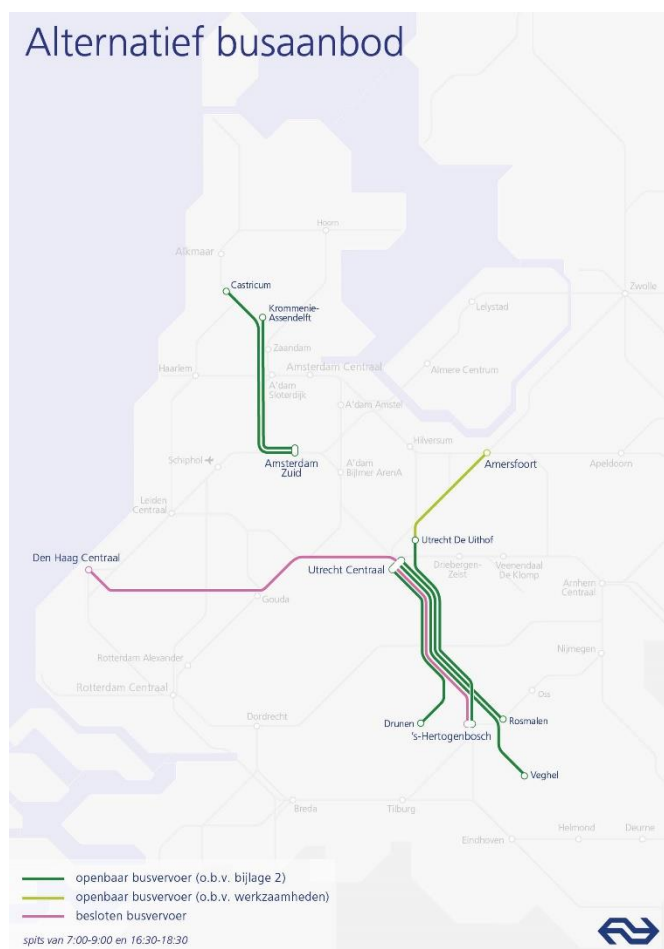 Alternatief busaanbod
Hoorn
Alkmaar
Castricum
Zwolle
Krommenie-
Assendelft
Lelystad
Zaandam
Haarlem
Amsterdam Centraal
Almere Centrum
A'dam
Sloterdijk
A'dam Amstel
Hilversum
Schiphol
Amsterdam
Zuid
A'dam
Bijlmer ArenA
Amersfoort
Apeldoorn
Leiden
Centraal
Utrecht De Uithof
Den Haag Centraal
Utrecht Centraal
Driebergen-
Zeist
Veenendaal
De Klomp
Arnhem
Centraal
Gouda
Nijmegen
Rotterdam Alexander
Rotterdam Centraal
Oss
Dordrecht
Drunen
Rosmalen
's-Hertogenbosch
Veghel
Breda
Tilburg
Eindhoven
Helmond
Deurne
openbaar busvervoer (o.b.v. bijlage 2)
openbaar busvervoer (o.b.v. werkzaamheden)
besloten busvervoer
spits van 7:00-9:00 en 16:30-18:30